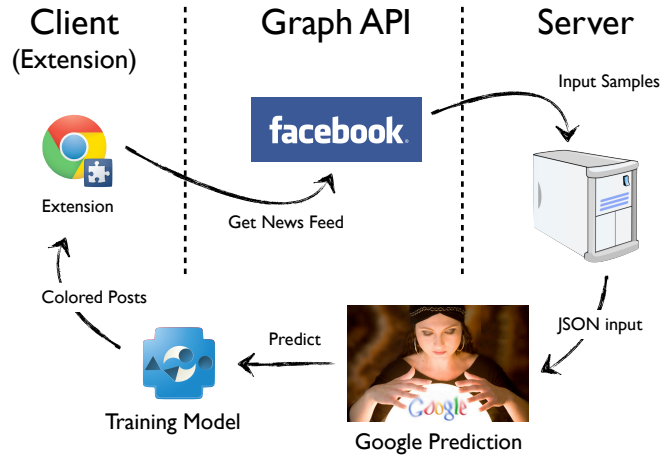 Client
(Extension)
Graph API
Server
Input Samples
facebook.
Extension
Get News Feed
Colored Posts
JSON input
Predict
Google
Training Model
Google Prediction